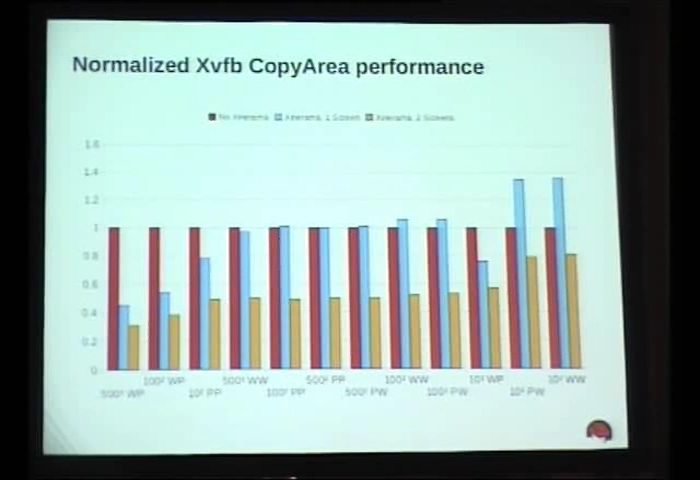 Normalized Xvfb CopyArea performance
No Xinerama Xinerama, 1 Screen Xinerama, 2 Screens
1.6
1.4
1.2
1
0.8
0.6
0.4
0.2
0
100² WP 500² WW 500² PP 100² WW 10² WP 10² WW
500² WP 10² PP 100² PP 500² PW 100² PW 10² PW